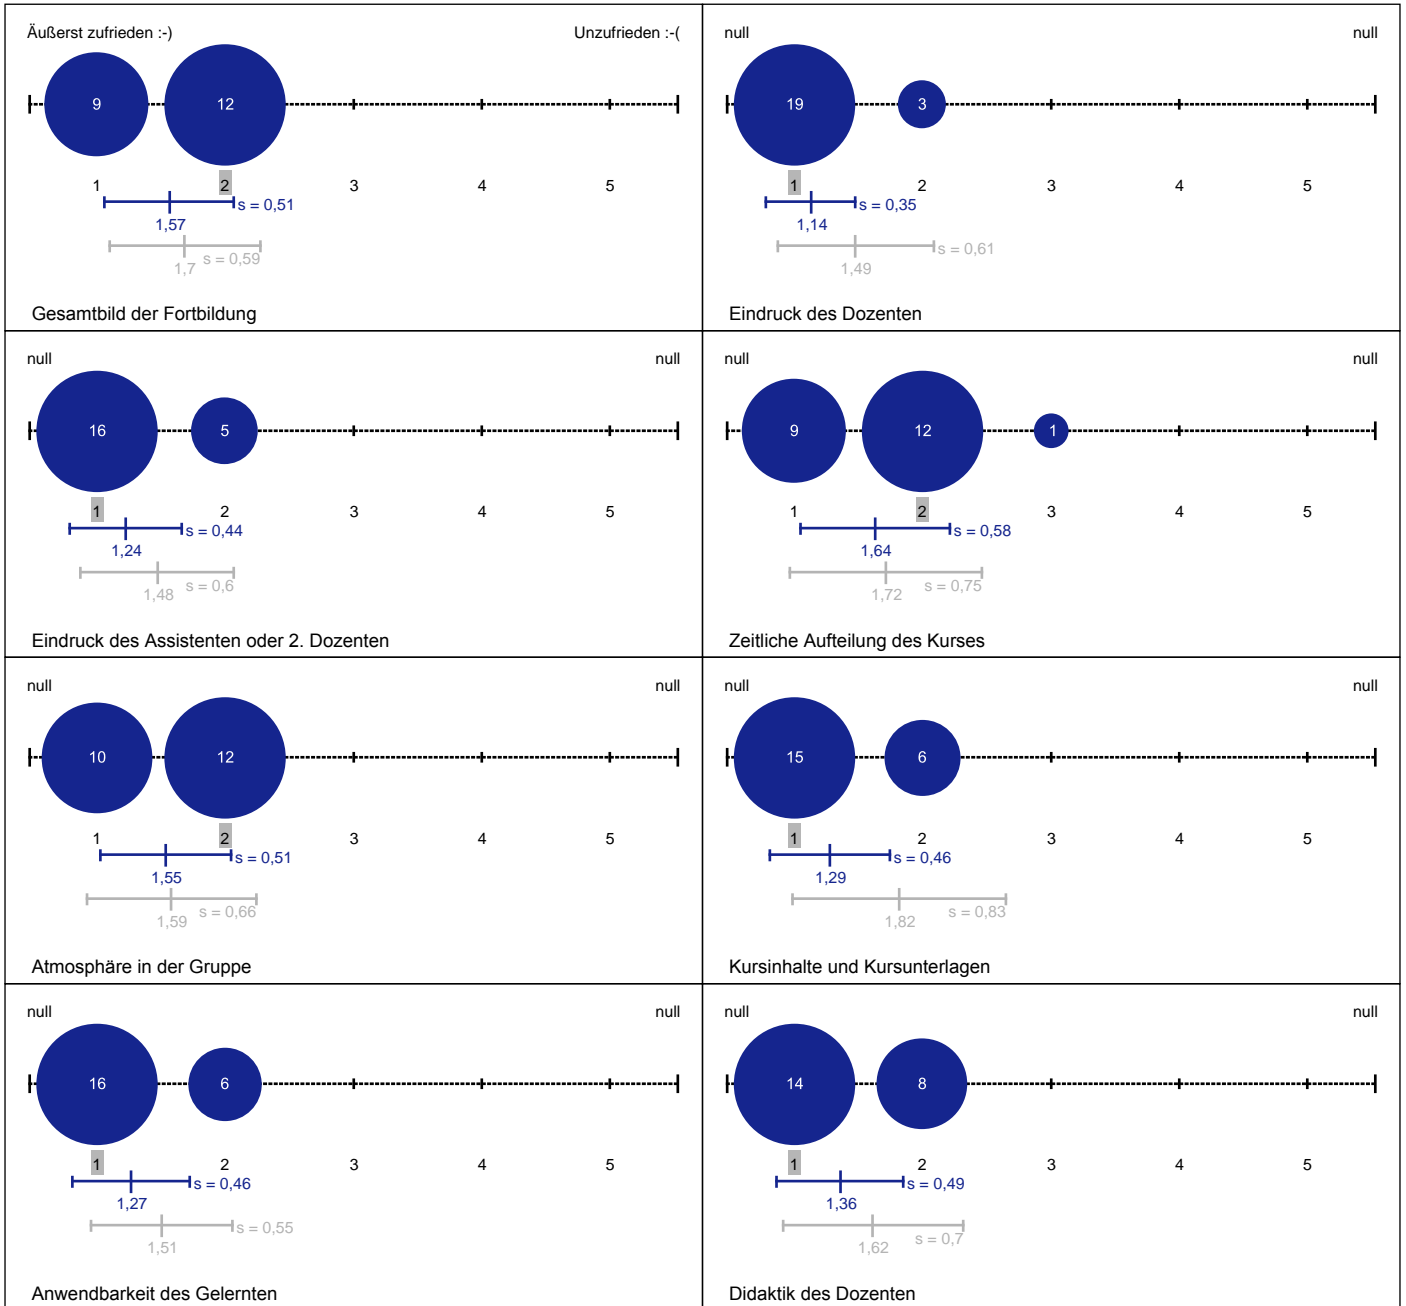 Äußerst zufrieden :-)
Unzufrieden :-(
9
12
1
2
3
4
5
s = 0,51
1,57
s = 0,59
1,7
Gesamtbild der Fortbildung
null
null
19
3
1
2
3
4
5
s = 0,35
1,14
s = 0,61
1,49
Eindruck des Dozenten
null
null
16
5
1
2
3
4
5
s = 0,44
1,24
s = 0,6
1,48
Eindruck des Assistenten oder 2. Dozenten
null
null
9
12
1
1
2
3
4
5
s = 0,58
1,64
s = 0,75
1,72
Zeitliche Aufteilung des Kurses
null
null
10
12
1
2
3
4
5
s = 0,51
1,55
s = 0,66
1,59
Atmosphäre in der Gruppe
null
null
15
6
1
2
3
4
5
s = 0,46
1,29
s = 0,83
1,82
Kursinhalte und Kursunterlagen
null
null
16
6
1
2
3
4
5
s = 0,46
1,27
s = 0,55
1,51
Anwendbarkeit des Gelernten
null
null
14
8
1
2
3
4
5
s = 0,49
1,36
s = 0,7
1,62
Didaktik des Dozenten